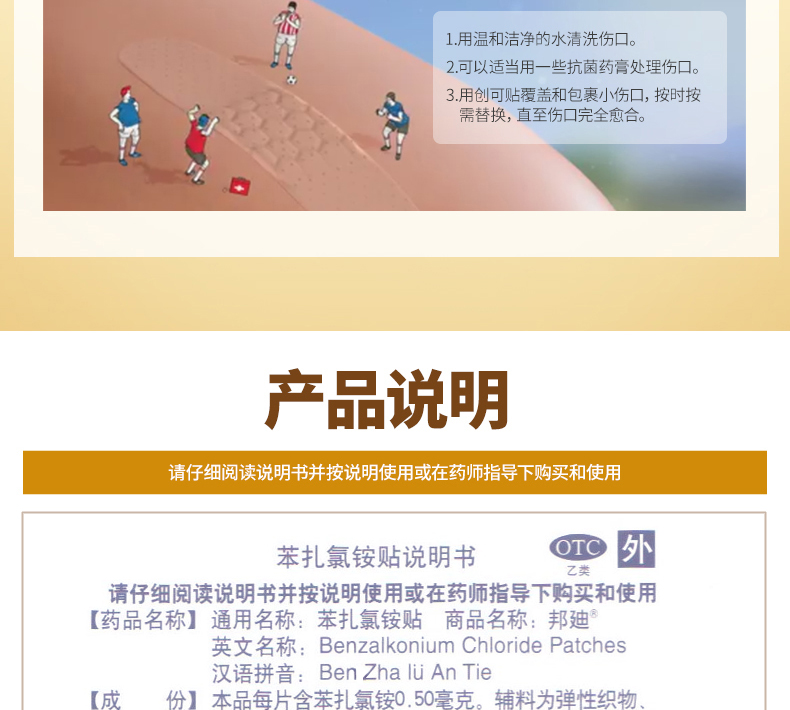 1.用温和洁净的水清洗伤口。
2.可以适当用一些抗菌药膏处理伤口。
3.用创可贴覆盖和包裹小伤口，按时按
需替换，直至伤口完全愈合。
产品说明
请仔细阅读说明书并按说明使用或在药师指导下购买和使用
苯扎氯铵贴说明书
OTC
乙类
外
请仔细阅读说明书并按说明使用或在药师指导下购买和使用
【药品名称】通用名称：苯扎氯铵贴 商品名称：邦廸®
英文名称：Benzalkonium Chloride Patches
汉语拼音：Ben Zha lü An Tie
【成 份】本品每片含苯扎氯铵0.50毫克。辅料为弹性织物、